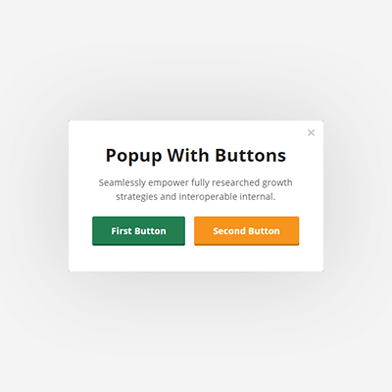 Popup With Buttons
Seamlessly empower fully researched growth
strategies and interoperable internal.
First Button
Second Button